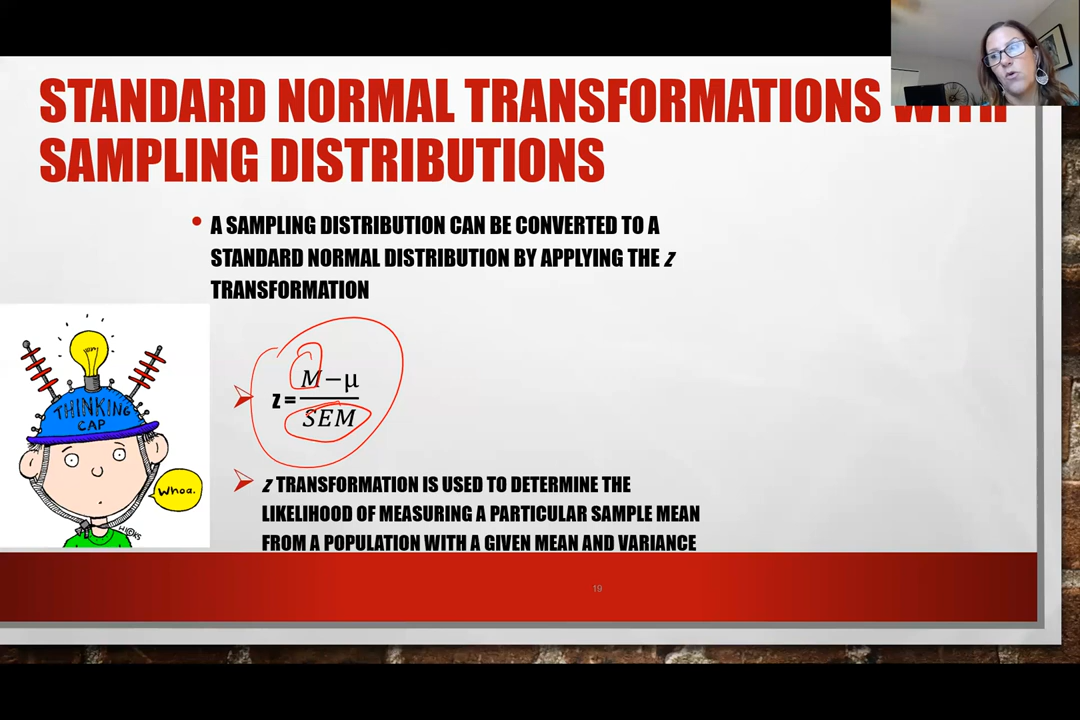 STANDARD NORMAL TRANSFORMATIONS WITH
SAMPLING DISTRIBUTIONS
• A SAMPLING DISTRIBUTION CAN BE CONVERTED TO A
STANDARD NORMAL DISTRIBUTION BY APPLYING THE Z
TRANSFORMATION
THINKING
CAP
Whoa.
z = M−μ
SEM
Z TRANSFORMATION IS USED TO DETERMINE THE
LIKELIHOOD OF MEASURING A PARTICULAR SAMPLE MEAN
FROM A POPULATION WITH A GIVEN MEAN AND VARIANCE
19